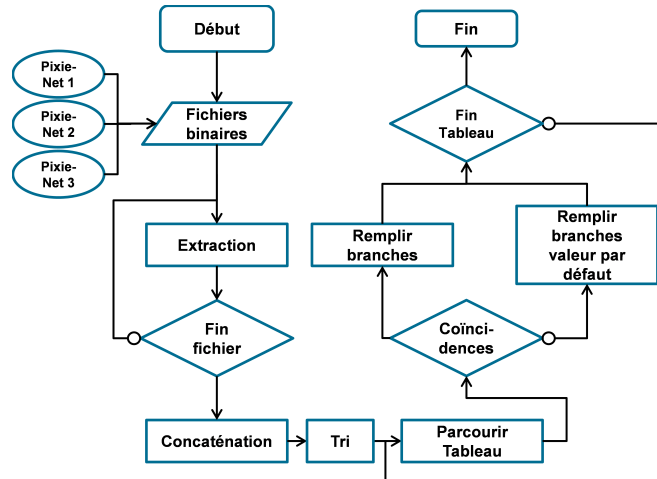 Début
Pixie-
Net 1
Pixie-
Net 2
Pixie-
Net 3
Fichiers
binaires
Extraction
Fin
fichier
Concaténation
Tri
Parcourir
Tableau
Coïnci-
dences
Remplir
branches
Remplir
branches
valeur par
défaut
Fin
Tableau
Fin